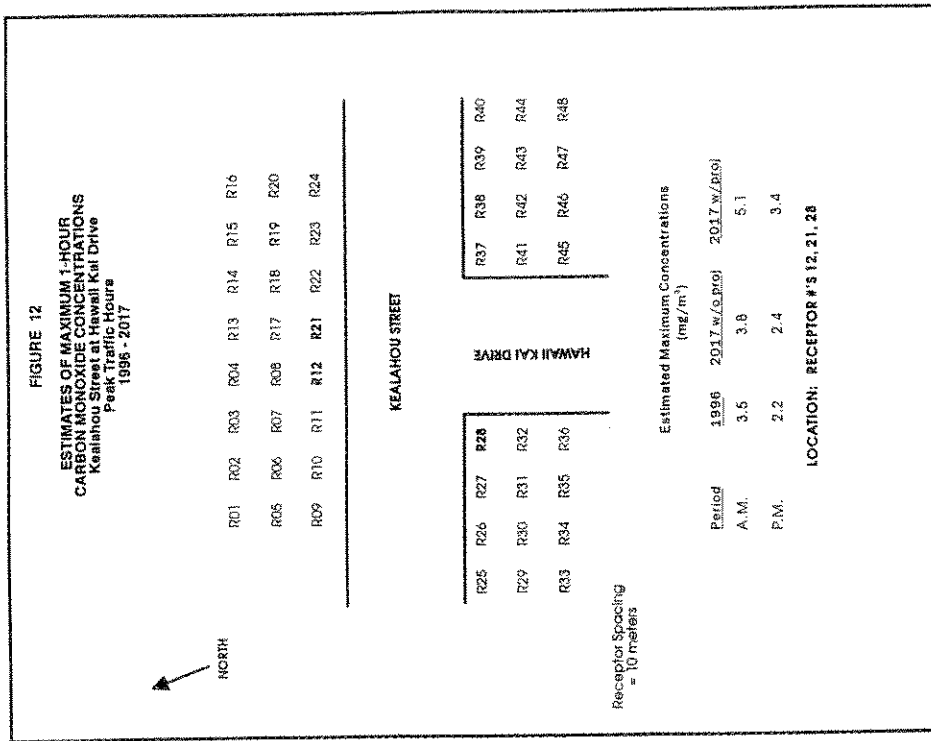 FIGURE 12
ESTIMATES OF MAXIMUM 1-HOUR
CARBON MONOXIDE CONCENTRATIONS
Kealahou Street at Hawaii Kai Drive
Peak Traffic Hours
1996 - 2017
NORTH
R01 R02 R03 R04 R13 R14 R15 R16
R05 R06 R07 R08 R17 R18 R19 R20
R09 R10 R11 R12 R21 R22 R23 R24
KEALAHOU STREET
R25 R26 R27 R28 R37 R38 R39 R40
R29 R30 R31 R32 R41 R42 R43 R44
R33 R34 R35 R36 R45 R46 R47 R48
HAWAII KAI DRIVE
Receptor Spacing
= 10 meters
Estimated Maximum Concentrations
(mg/m³)
Period 1996 2017 w/o proj 2017 w/proj
A.M. 3.5 3.8 5.1
P.M. 2.2 2.4 3.4
LOCATION: RECEPTOR #'S 12, 21, 28